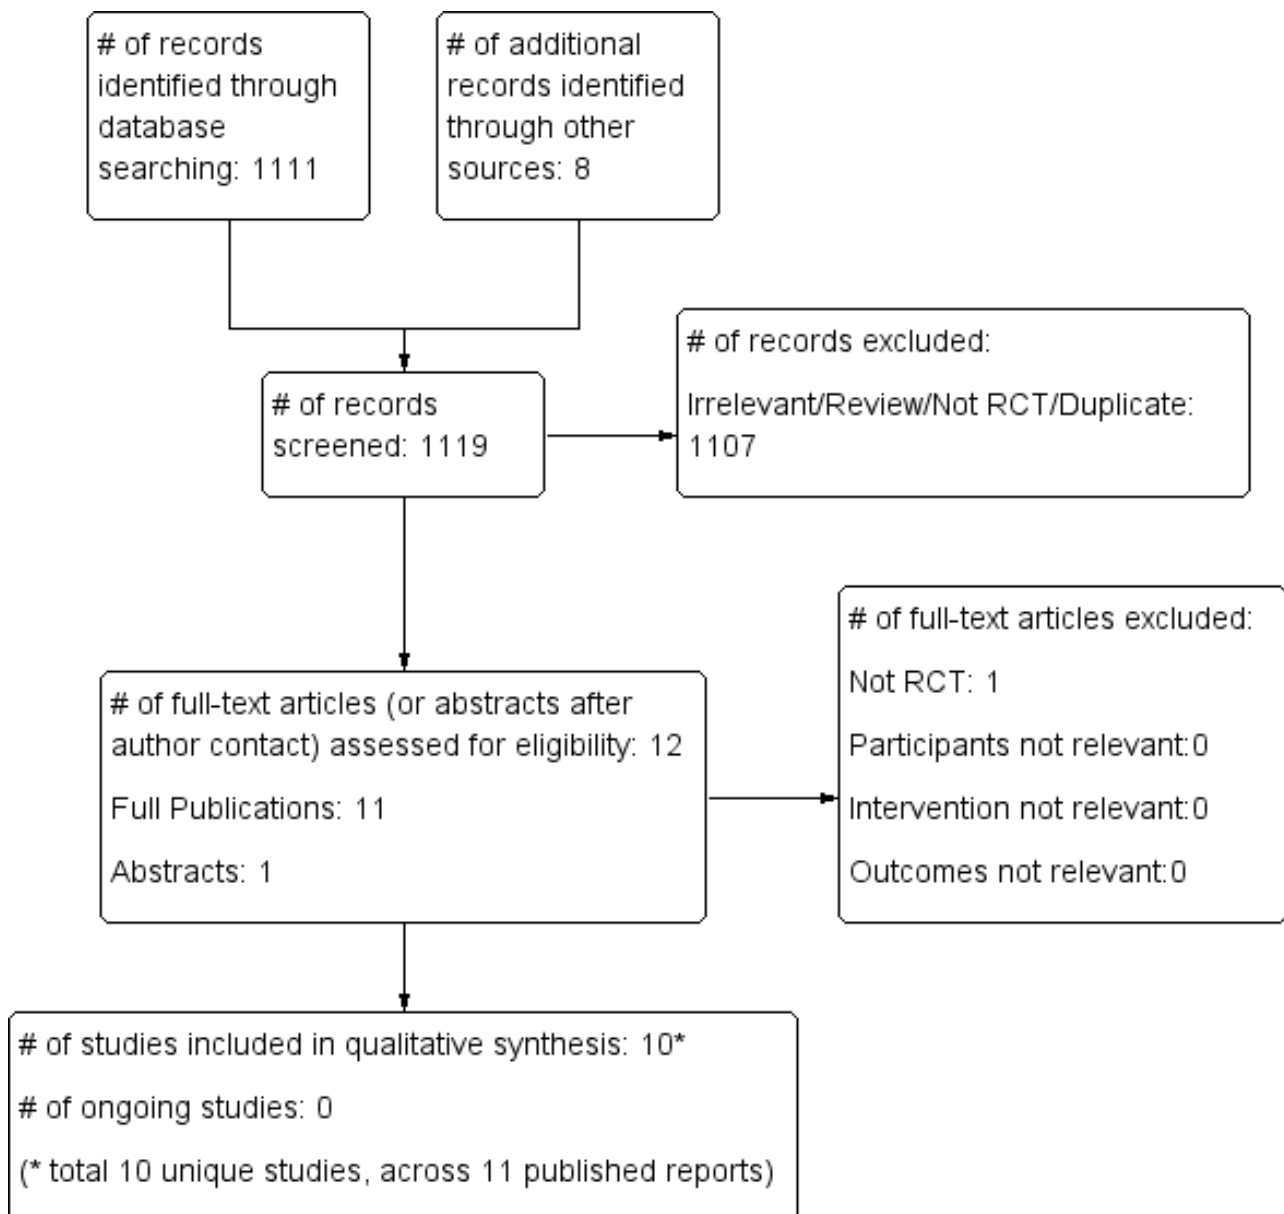 # of records
identified through
database
searching: 1111
# of additional
records identified
through other
sources: 8
# of records
screened: 1119
# of records excluded:
Irrelevant/Review/Not RCT/Duplicate:
1107
# of full-text articles (or abstracts after
author contact) assessed for eligibility: 12
Full Publications: 11
Abstracts: 1
# of full-text articles excluded:
Not RCT: 1
Participants not relevant:0
Intervention not relevant:0
Outcomes not relevant:0
# of studies included in qualitative synthesis: 10*
# of ongoing studies: 0
(* total 10 unique studies, across 11 published reports)